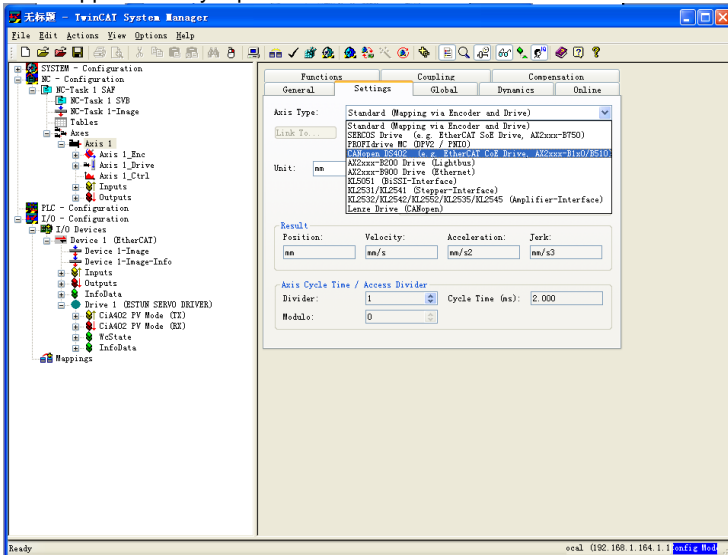 无标题 - TwinCAT System Manager
File Edit Actions View Options Help
SYSTEM - Configuration
NC - Configuration
NC-Task 1 SAF
NC-Task 1 SVB
NC-Task 1-Image
Tables
Axes
Axis 1
Axis 1_Enc
Axis 1_Drive
Axis 1_Ctrl
Inputs
Outputs
PLC - Configuration
I/O - Configuration
I/O Devices
Device 1 (EtherCAT)
Device 1-Image
Device 1-Image-Info
Inputs
Outputs
InfoData
Drive 1 (ESTUN SERVO DRIVER)
CiA402 PV Mode (TX)
CiA402 PV Mode (RX)
WcState
InfoData
Mappings
Functions Coupling Compensation
General Settings Global Dynamics Online
Axis Type: Standard (Mapping via Encoder and Drive)
Link To...
Standard (Mapping via Encoder and Drive)
SERCOS Drive (e.g. EtherCAT SoE Drive, AX2xxx-B750)
PROFIdrive MC (DPV2 / PNIO)
CANopen DS402 (e.g. EtherCAT CoE Drive, AX2xxx-B1x0/B510
AX2xxx-B200 Drive (Lightbus)
AX2xxx-B900 Drive (Ethernet)
KL5051 (BiSSI-Interface)
KL2531/KL2541 (Stepper-Interface)
KL2532/KL2542/KL2552/KL2535/KL2545 (Amplifier-Interface)
Lenze Drive (CANopen)
Unit: mm
Result
Position: Velocity: Acceleration: Jerk:
mm mm/s mm/s2 mm/s3
Axis Cycle Time / Access Divider
Divider: 1 Cycle Time (ms): 2.000
Modulo: 0
Ready
ocal (192.168.1.164.1.1 onfig Mod